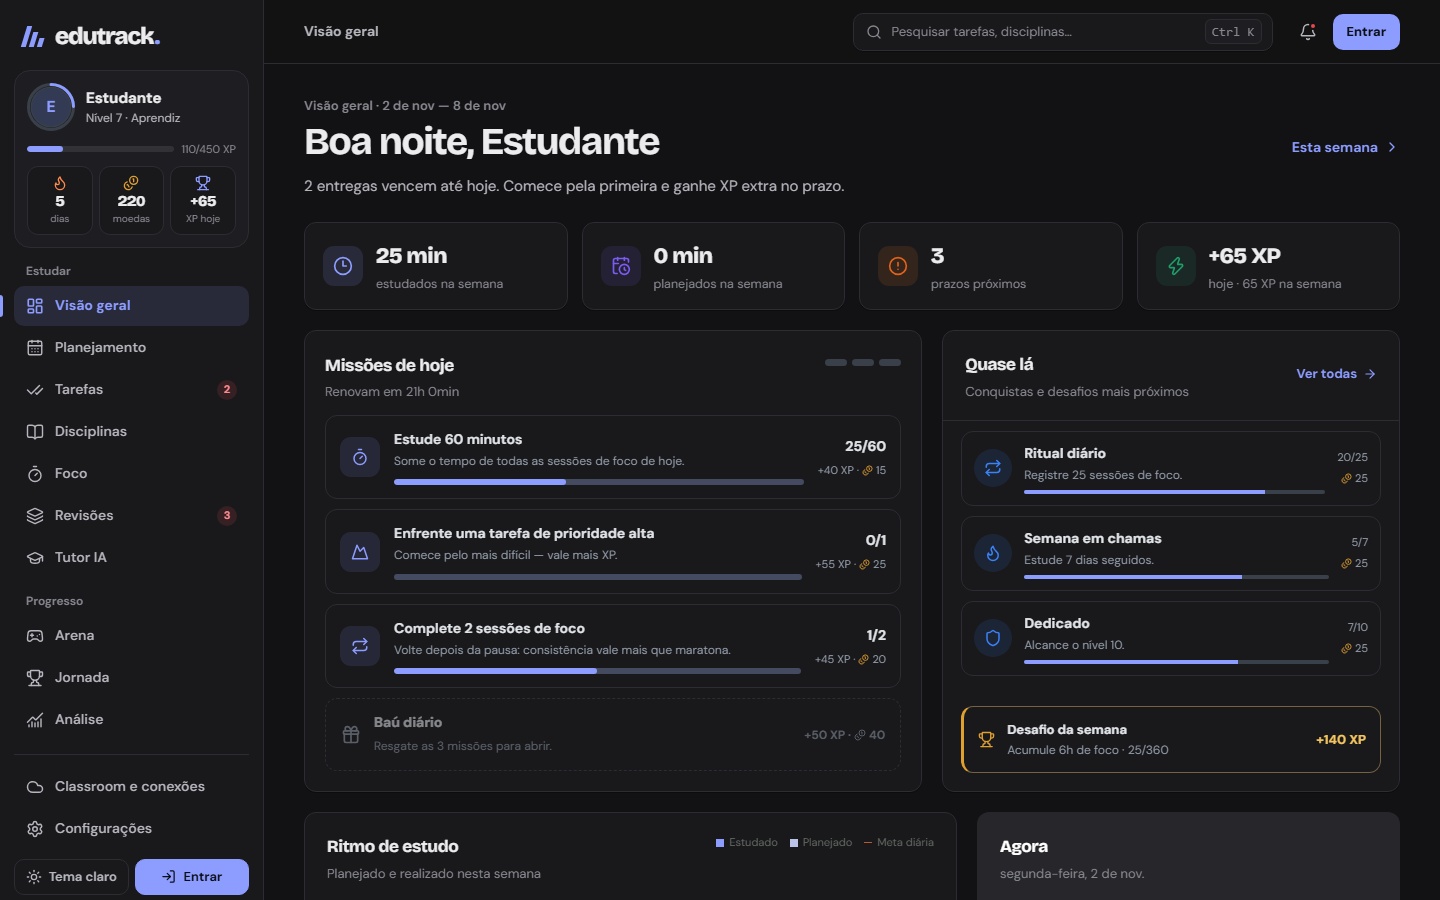 edutrack.
E
Estudante
Nível 7 · Aprendiz
110/450 XP
5
dias
220
moedas
+65
XP hoje
Estudar
Visão geral
Planejamento
Tarefas
2
Disciplinas
Foco
Revisões
3
Tutor IA
Progresso
Arena
Jornada
Análise
Classroom e conexões
Configurações
Tema claro
Entrar
Visão geral
Pesquisar tarefas, disciplinas...
Ctrl K
Entrar
Visão geral · 2 de nov — 8 de nov
Boa noite, Estudante
Esta semana
2 entregas vencem até hoje. Comece pela primeira e ganhe XP extra no prazo.
25 min
estudados na semana
0 min
planejados na semana
3
prazos próximos
+65 XP
hoje · 65 XP na semana
Missões de hoje
Renovam em 21h 0min
Estude 60 minutos
Some o tempo de todas as sessões de foco de hoje.
25/60
+40 XP · 15
Enfrente uma tarefa de prioridade alta
Comece pelo mais difícil — vale mais XP.
0/1
+55 XP · 25
Complete 2 sessões de foco
Volte depois da pausa: consistência vale mais que maratona.
1/2
+45 XP · 20
Baú diário
Resgate as 3 missões para abrir.
+50 XP · 40
Quase lá
Conquistas e desafios mais próximos
Ver todas
Ritual diário
Registre 25 sessões de foco.
20/25
25
Semana em chamas
Estude 7 dias seguidos.
5/7
25
Dedicado
Alcance o nível 10.
7/10
25
Desafio da semana
Acumule 6h de foco · 25/360
+140 XP
Ritmo de estudo
Planejado e realizado nesta semana
Estudado
Planejado
Meta diária
Agora
segunda-feira, 2 de nov.